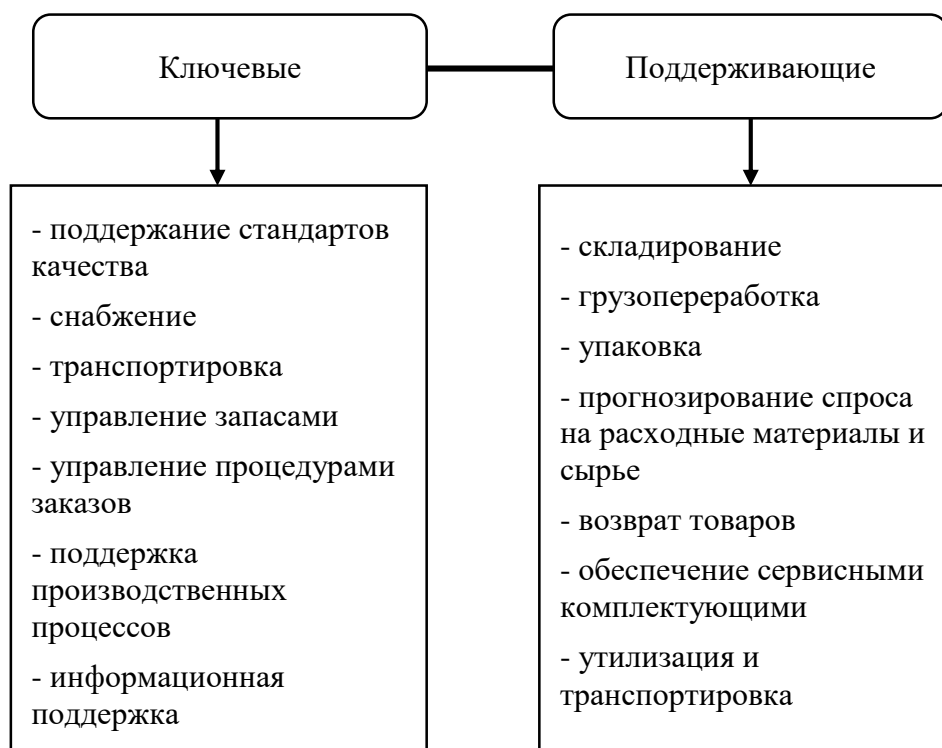 Ключевые
Поддерживающие
- поддержание стандартов
качества
- снабжение
- транспортировка
- управление запасами
- управление процедурами
заказов
- поддержка
производственных
процессов
- информационная
поддержка
- складирование
- грузопереработка
- упаковка
- прогнозирование спроса
на расходные материалы и
сырье
- возврат товаров
- обеспечение сервисными
комплектующими
- утилизация и
транспортировка